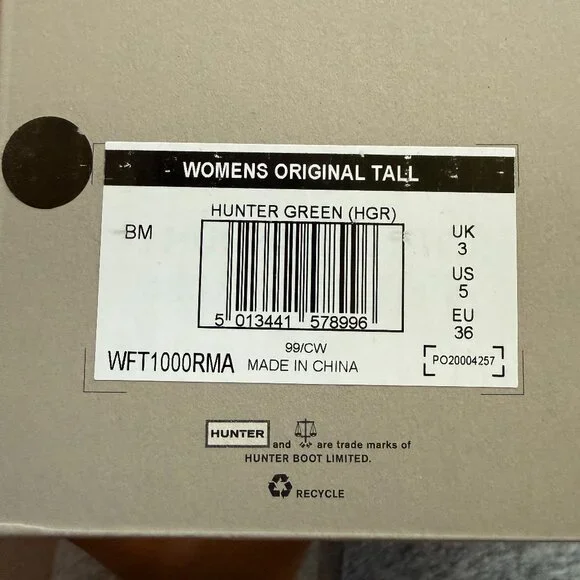 WOMENS ORIGINAL TALL
HUNTER GREEN (HGR)
BM
UK
3
US
5
EU
36
5 013441 578996
99/CW
WFT1000RMA MADE IN CHINA
PO20004257
HUNTER and are trade marks of
HUNTER BOOT LIMITED.
RECYCLE